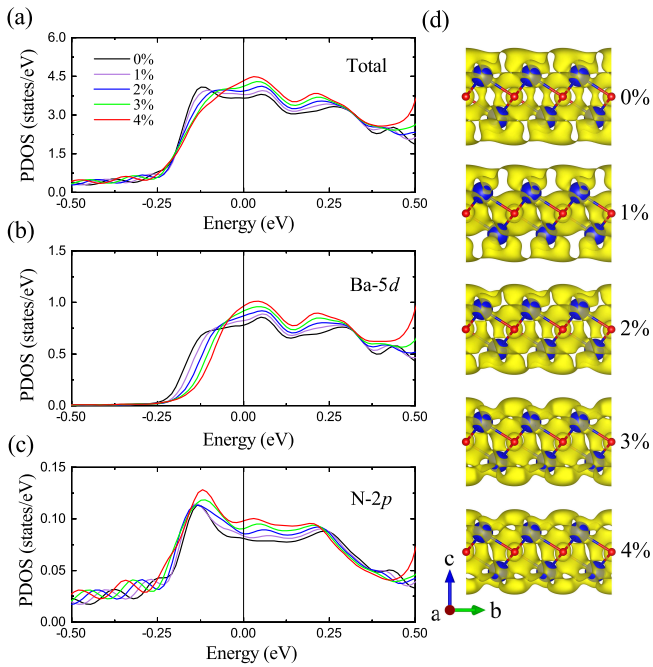 (a)
PDOS (states/eV)
6.0
4.5
3.0
1.5
0.0
0%
1%
2%
3%
4%
Total
-0.50 -0.25 0.00 0.25 0.50
Energy (eV)
(b)
PDOS (states/eV)
1.5
1.0
0.5
0.0
Ba-5d
-0.50 -0.25 0.00 0.25 0.50
Energy (eV)
(c)
PDOS (states/eV)
0.15
0.10
0.05
0.00
N-2p
-0.50 -0.25 0.00 0.25 0.50
Energy (eV)
(d)
0%
1%
2%
3%
4%
c
a
b